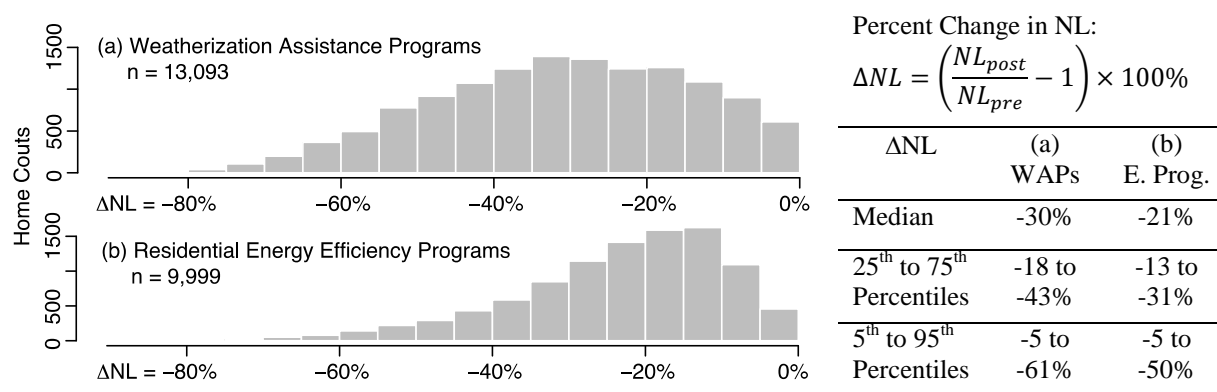 (a) Weatherization Assistance Programs
n = 13,093
1500
500
0
ΔNL = −80%
−60%
−40%
−20%
0%
Home Couts
(b) Residential Energy Efficiency Programs
n = 9,999
1500
500
0
ΔNL = −80%
−60%
−40%
−20%
0%
Percent Change in NL:
ΔNL = (NL_post / NL_pre − 1) × 100%
ΔNL (a) (b)
WAPs E. Prog.
Median -30% -21%
25th to 75th -18 to -13 to
Percentiles -43% -31%
5th to 95th -5 to -5 to
Percentiles -61% -50%